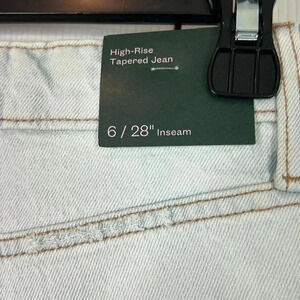 High-Rise
Tapered Jean
6 / 28" Inseam